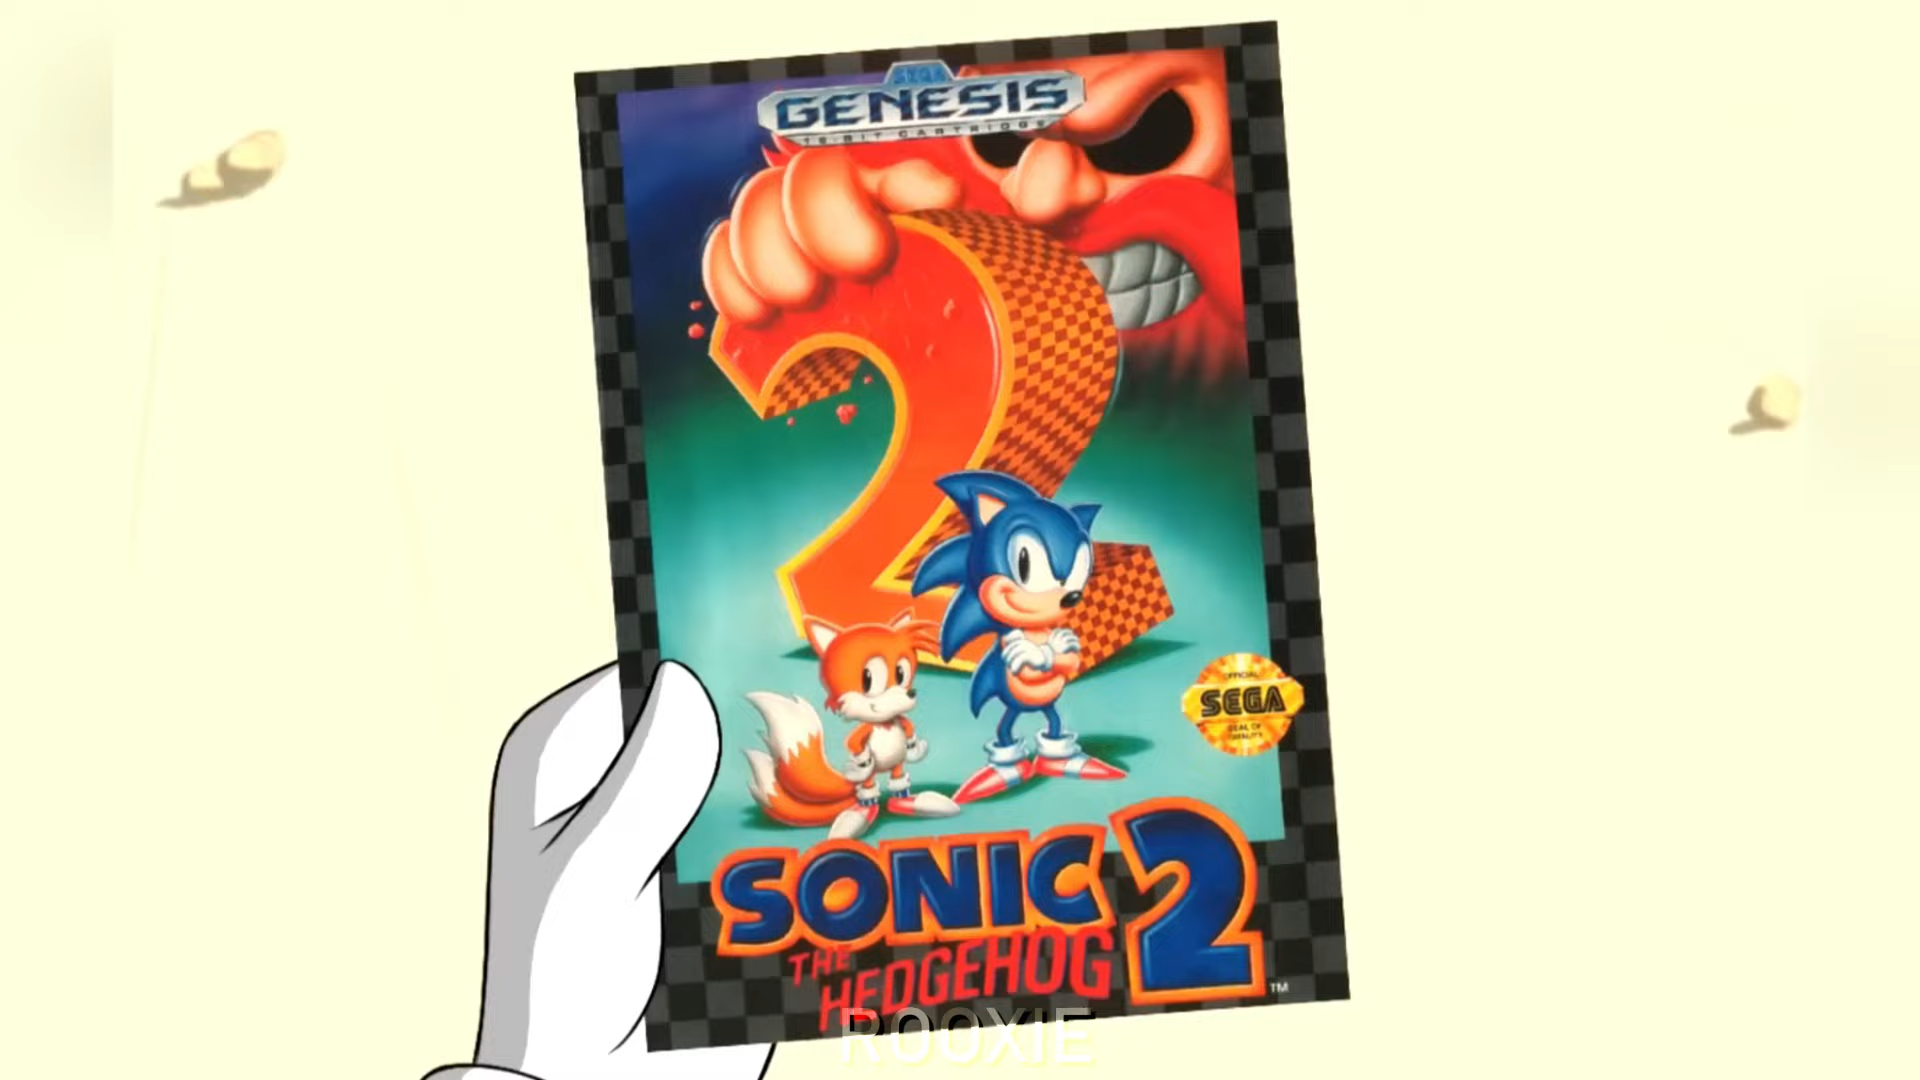 SEGA
GENESIS
16-BIT CARTRIDGE
OFFICIAL
SEGA
SEAL OF
QUALITY
SONIC 2
THE
HEDGEHOG
TM
ROOXIE